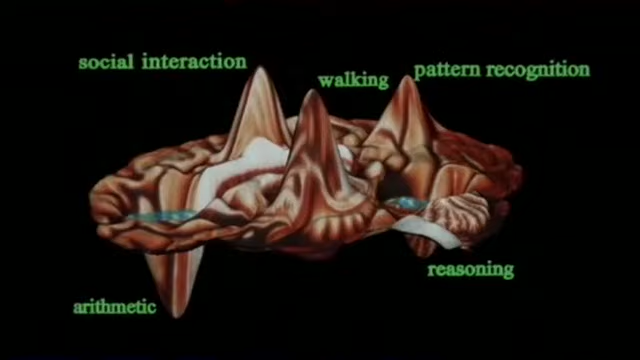 social interaction
walking
pattern recognition
reasoning
arithmetic